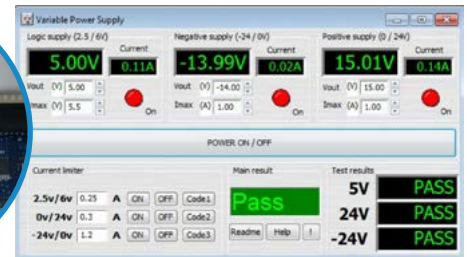 Variable Power Supply
Logic supply (2.5 / 6V)
Current
5.00V 0.11A
Vout (V) 5.00
Imax (V) 5.5
On
Negative supply (-24 / 0V)
Current
-13.99V 0.02A
Vout (V) -14.00
Imax (A) 1.00
On
Positive supply (0 / 24V)
Current
15.01V 0.14A
Vout (V) 15.00
Imax (A) 1.00
On
POWER ON / OFF
Current limiter
2.5v/6v 0.25 A ON OFF Code1
0v/24v 0.3 A ON OFF Code2
-24v/0v 1.2 A ON OFF Code3
Main result
Pass
Readme Help !
Test results
5V PASS
24V PASS
-24V PASS